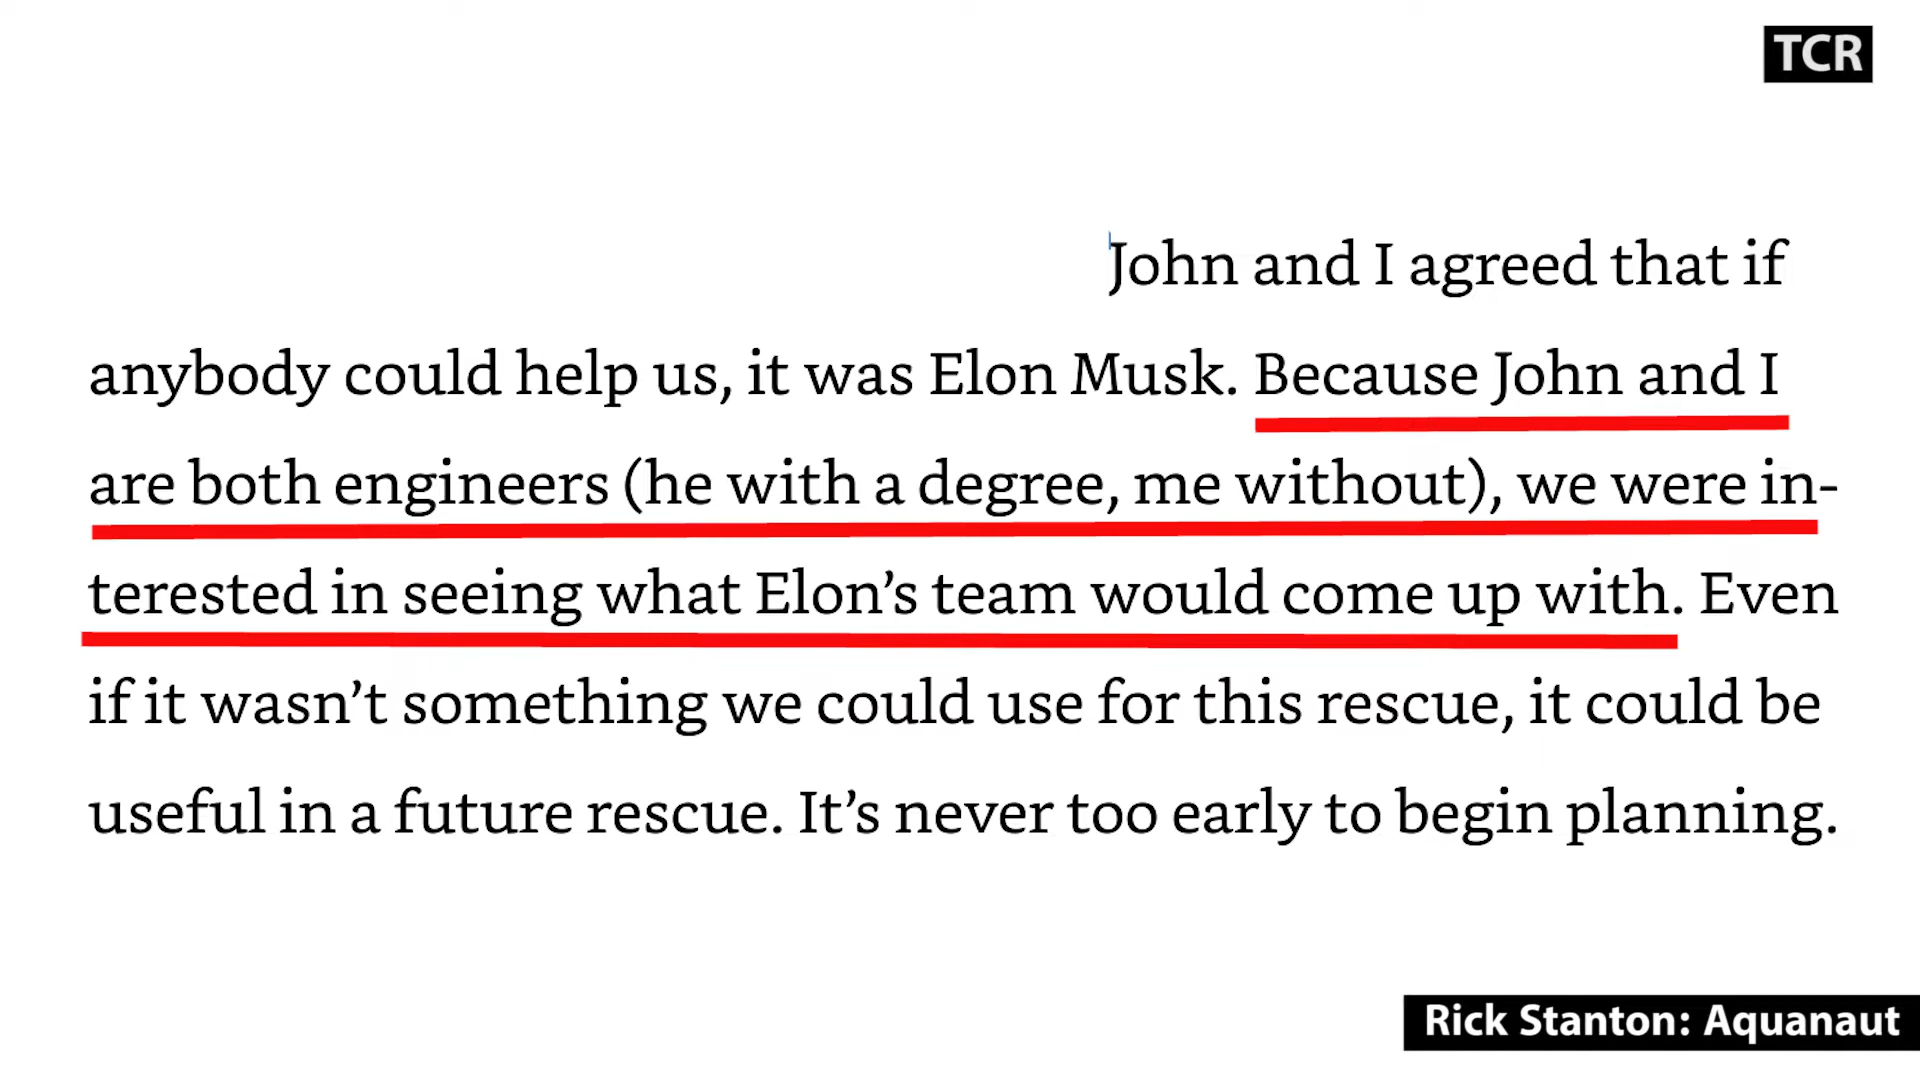 TCR
John and I agreed that if
anybody could help us, it was Elon Musk. Because John and I
are both engineers (he with a degree, me without), we were in-
terested in seeing what Elon’s team would come up with. Even
if it wasn’t something we could use for this rescue, it could be
useful in a future rescue. It’s never too early to begin planning.
Rick Stanton: Aquanaut